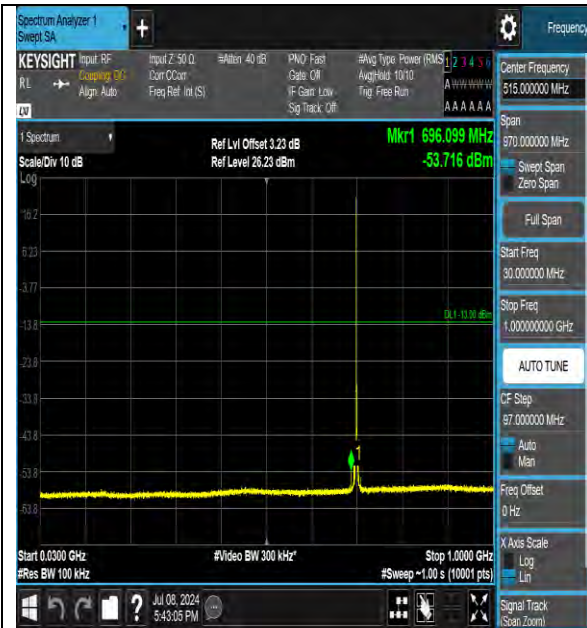 Spectrum Analyzer 1
Swept SA
+
Frequency
KEYSIGHT Input: RF Input Z: 50 Ω #Atten: 40 dB PNO: Fast #Avg Type: Power (RMS 1 2 3 4 5 6
RL Coupling: DC Corr CCorr Gate: Off Avg|Hold: 10/10 A W W W W W
Align: Auto Freq Ref: Int (S) IF Gain: Low Trig: Free Run
Sig Track: Off A A A A A A
LXI
1 Spectrum
Ref Lvl Offset 3.23 dB Mkr1 696.099 MHz
Scale/Div 10 dB Ref Level 26.23 dBm -53.716 dBm
Log
16.2
6.23
-3.77
DL1 -13.00 dBm
-13.8
-23.8
-33.8
-43.8
1
-53.8
-63.8
Start 0.0300 GHz #Video BW 300 kHz* Stop 1.0000 GHz
#Res BW 100 kHz #Sweep ~1.00 s (10001 pts)
Jul 08, 2024
5:43:05 PM
?
Center Frequency
515.000000 MHz
Span
970.000000 MHz
Swept Span
Zero Span
Full Span
Start Freq
30.000000 MHz
Stop Freq
1.000000000 GHz
AUTO TUNE
CF Step
97.000000 MHz
Auto
Man
Freq Offset
0 Hz
X Axis Scale
Log
Lin
Signal Track
(Span Zoom)